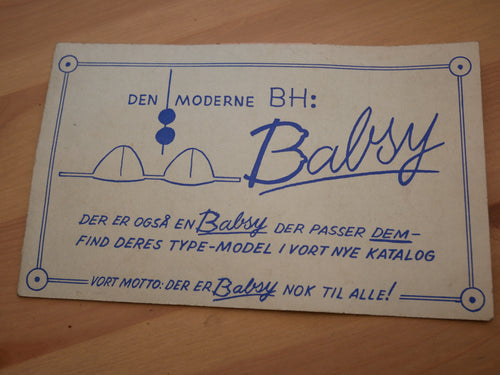 DEN MODERNE BH:
Babsy
DER ER OGSÅ EN Babsy DER PASSER DEM-
FIND DERES TYPE-MODEL I VORT NYE KATALOG
VORT MOTTO: DER ER Babsy NOK TIL ALLE!